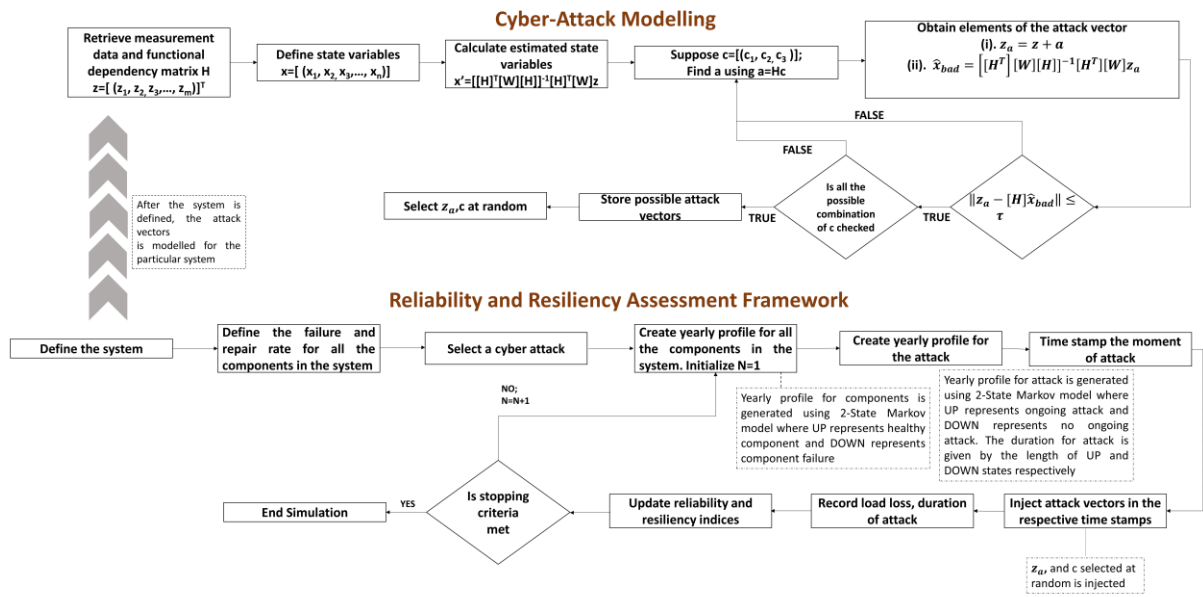 Cyber-Attack Modelling
Retrieve measurement
data and functional
dependency matrix H
z=[ (z₁, z₂, z₃,..., zₘ)]ᵀ
Define state variables
x=[ (x₁, x₂, x₃,..., xₙ)]
Calculate estimated state
variables
x'=[[H]ᵀ[W][H]]⁻¹[H]ᵀ[W]z
Suppose c=[(c₁, c₂, c₃ )];
Find a using a=Hc
Obtain elements of the attack vector
(i). zₐ = z + a
(ii). x̂_bad = [[Hᵀ] [W][H]]⁻¹[Hᵀ][W]zₐ
FALSE
FALSE
After the system is
defined, the attack
vectors
is modelled for the
particular system
Select zₐ,c at random
Store possible attack
vectors
TRUE
Is all the
possible
combination
of c checked
TRUE
‖zₐ − [H]x̂_bad‖ ≤
τ
Reliability and Resiliency Assessment Framework
Define the system
Define the failure and
repair rate for all the
components in the system
Select a cyber attack
Create yearly profile for all
the components in the
system. Initialize N=1
Create yearly profile for
the attack
Time stamp the moment
of attack
NO;
N=N+1
Yearly profile for components is
generated using 2-State Markov
model where UP represents healthy
component and DOWN represents
component failure
Yearly profile for attack is generated
using 2-State Markov model where
UP represents ongoing attack and
DOWN represents no ongoing
attack. The duration for attack is
given by the length of UP and
DOWN states respectively
End Simulation
YES
Is stopping
criteria
met
Update reliability and
resiliency indices
Record load loss, duration
of attack
Inject attack vectors in the
respective time stamps
zₐ, and c selected at
random is injected